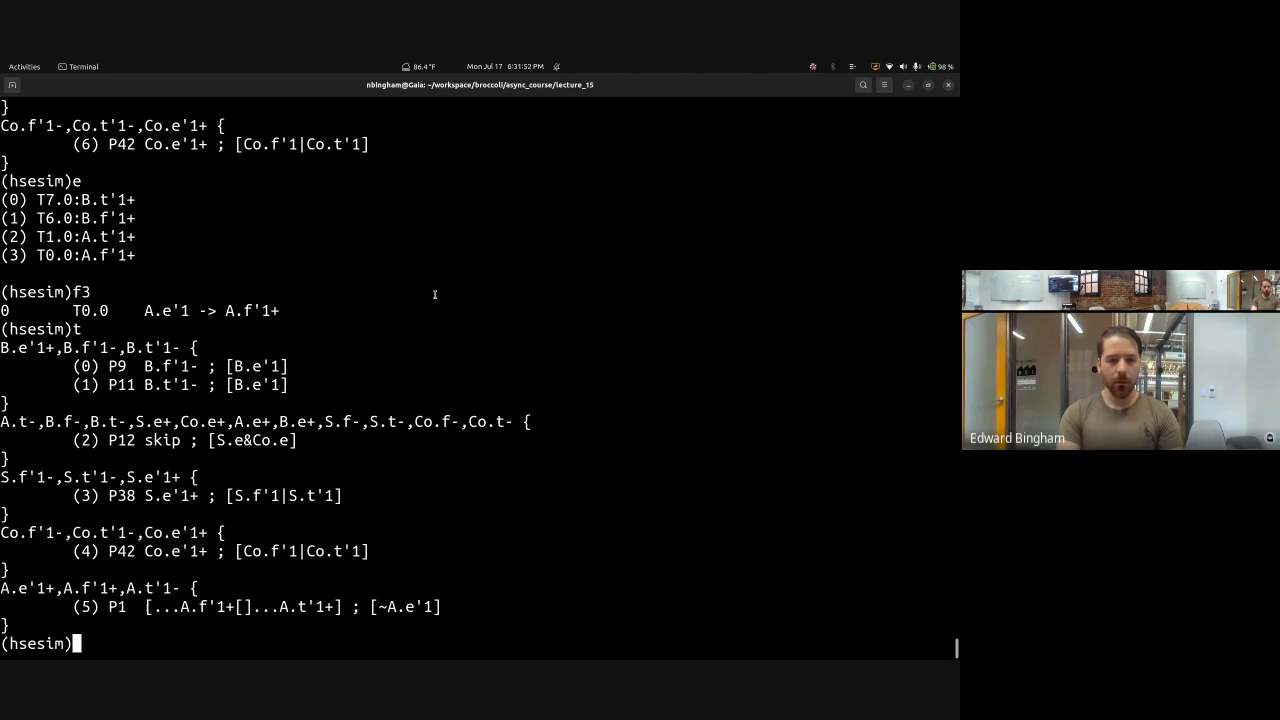 Activities Terminal 86.4°F Mon Jul 17 6:31:52 PM 98 %
nbingham@Gaia: ~/workspace/broccoli/async_course/lecture_15
}
Co.f'1-,Co.t'1-,Co.e'1+ {
(6) P42 Co.e'1+ ; [Co.f'1|Co.t'1]
}
(hsesim)e
(0) T7.0:B.t'1+
(1) T6.0:B.f'1+
(2) T1.0:A.t'1+
(3) T0.0:A.f'1+
(hsesim)f3
0 T0.0 A.e'1 -> A.f'1+
(hsesim)t
B.e'1+,B.f'1-,B.t'1- {
(0) P9 B.f'1- ; [B.e'1]
(1) P11 B.t'1- ; [B.e'1]
}
A.t-,B.f-,B.t-,S.e+,Co.e+,A.e+,B.e+,S.f-,S.t-,Co.f-,Co.t- {
(2) P12 skip ; [S.e&Co.e]
}
S.f'1-,S.t'1-,S.e'1+ {
(3) P38 S.e'1+ ; [S.f'1|S.t'1]
}
Co.f'1-,Co.t'1-,Co.e'1+ {
(4) P42 Co.e'1+ ; [Co.f'1|Co.t'1]
}
A.e'1+,A.f'1+,A.t'1- {
(5) P1 [...A.f'1+[]...A.t'1+] ; [~A.e'1]
}
(hsesim)
Edward Bingham